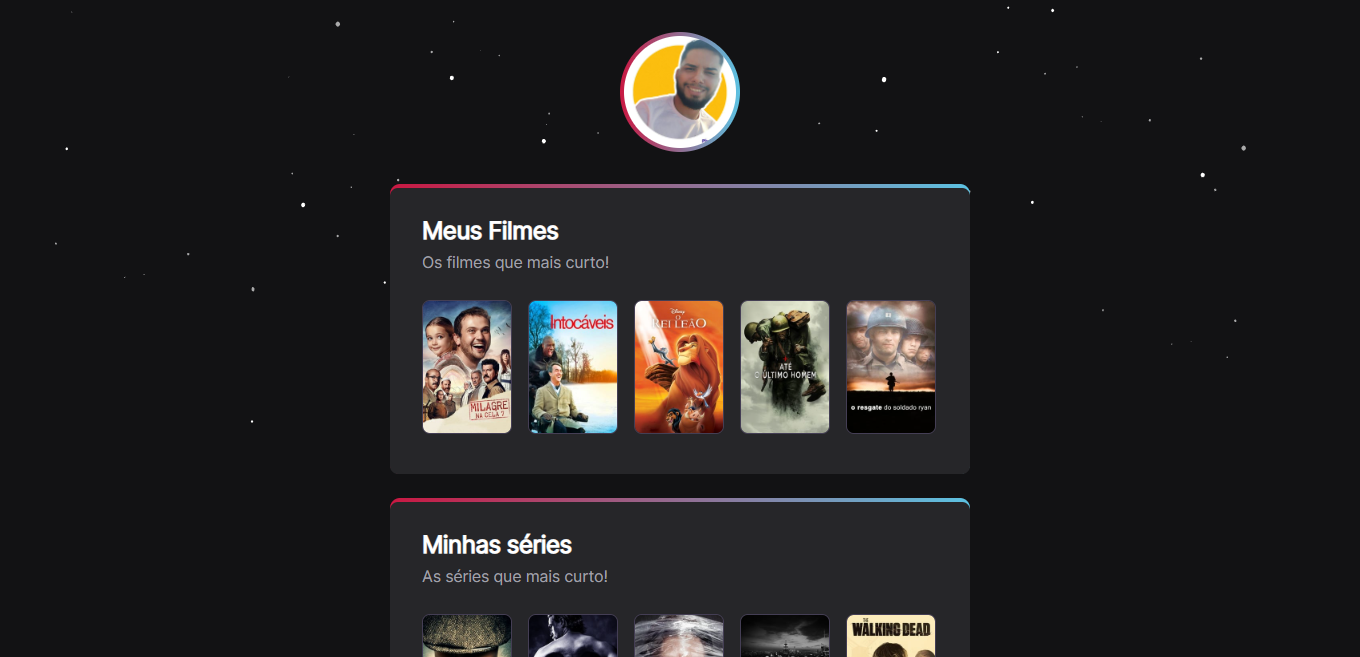 Meus Filmes
Os filmes que mais curto!
MILAGRE
NA CELA 7
Intocáveis
Disney
O
REI LEÃO
ATÉ
O ÚLTIMO HOMEM
o resgate do soldado ryan
Minhas séries
As séries que mais curto!
THE
WALKING DEAD